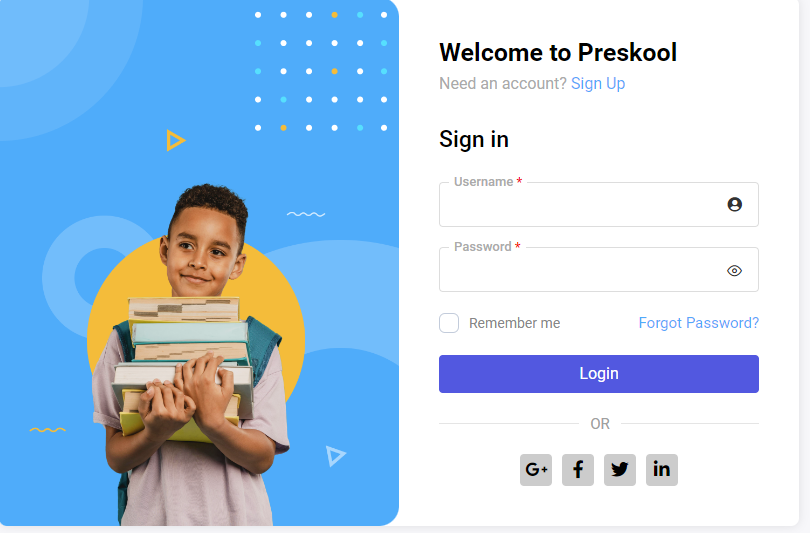 Welcome to Preskool
Need an account? Sign Up
Sign in
Username *
Password *
Remember me Forgot Password?
Login
OR
G+ f in